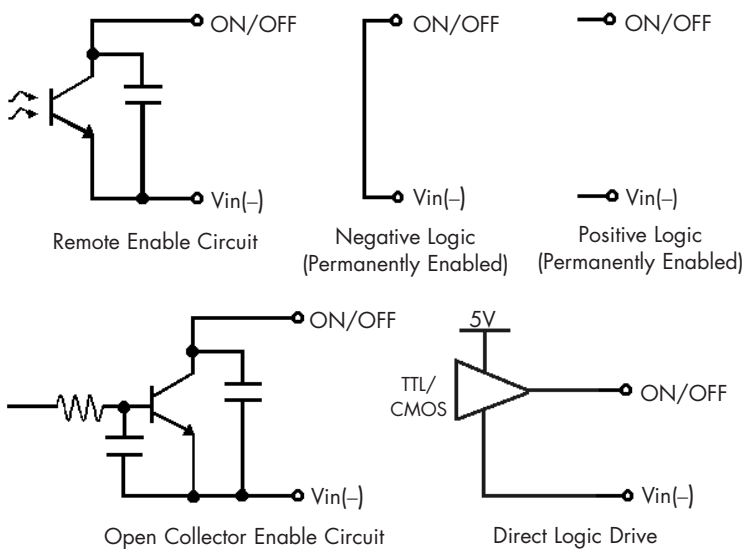 ON/OFF
Vin(–)
Remote Enable Circuit
ON/OFF
Vin(–)
Negative Logic
(Permanently Enabled)
ON/OFF
Vin(–)
Positive Logic
(Permanently Enabled)
ON/OFF
Vin(–)
Open Collector Enable Circuit
5V
TTL/
CMOS
ON/OFF
Vin(–)
Direct Logic Drive